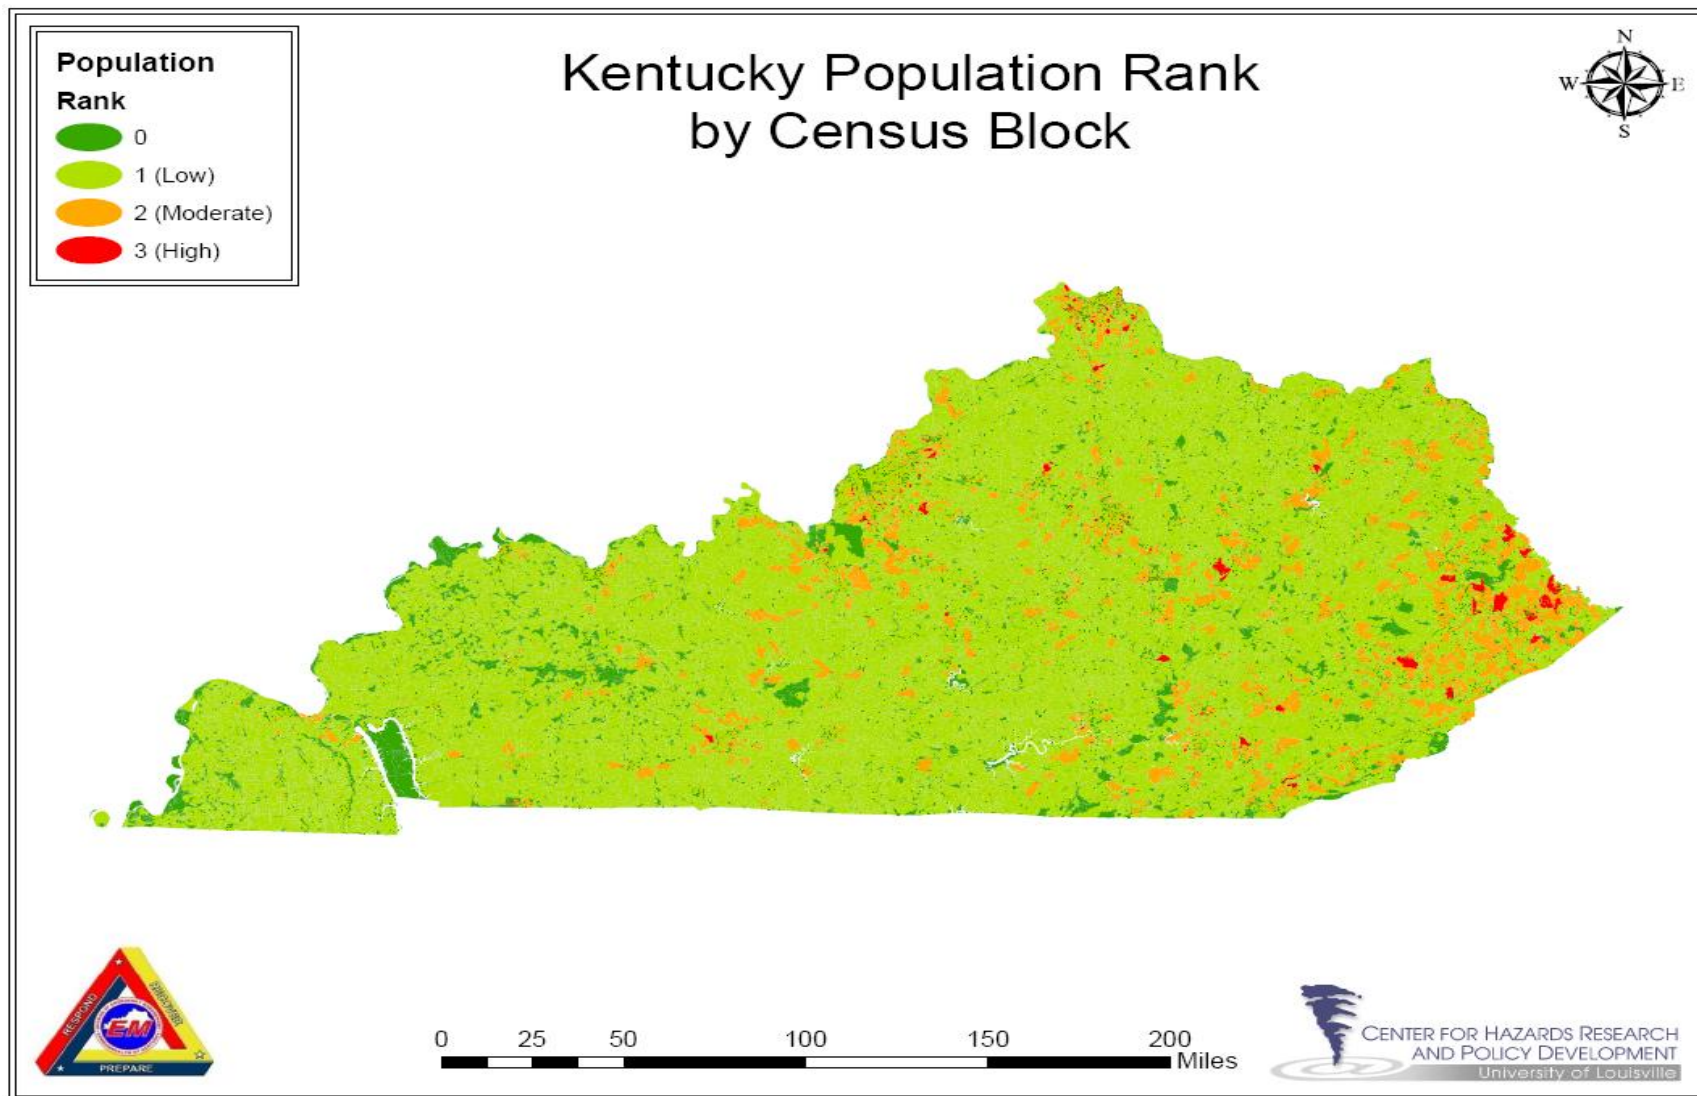 Population
Rank
0
1 (Low)
2 (Moderate)
3 (High)
Kentucky Population Rank
by Census Block
N
W
E
S
RESPOND
PREPARE
EM
0 25 50 100 150 200
Miles
CENTER FOR HAZARDS RESEARCH
AND POLICY DEVELOPMENT
University of Louisville